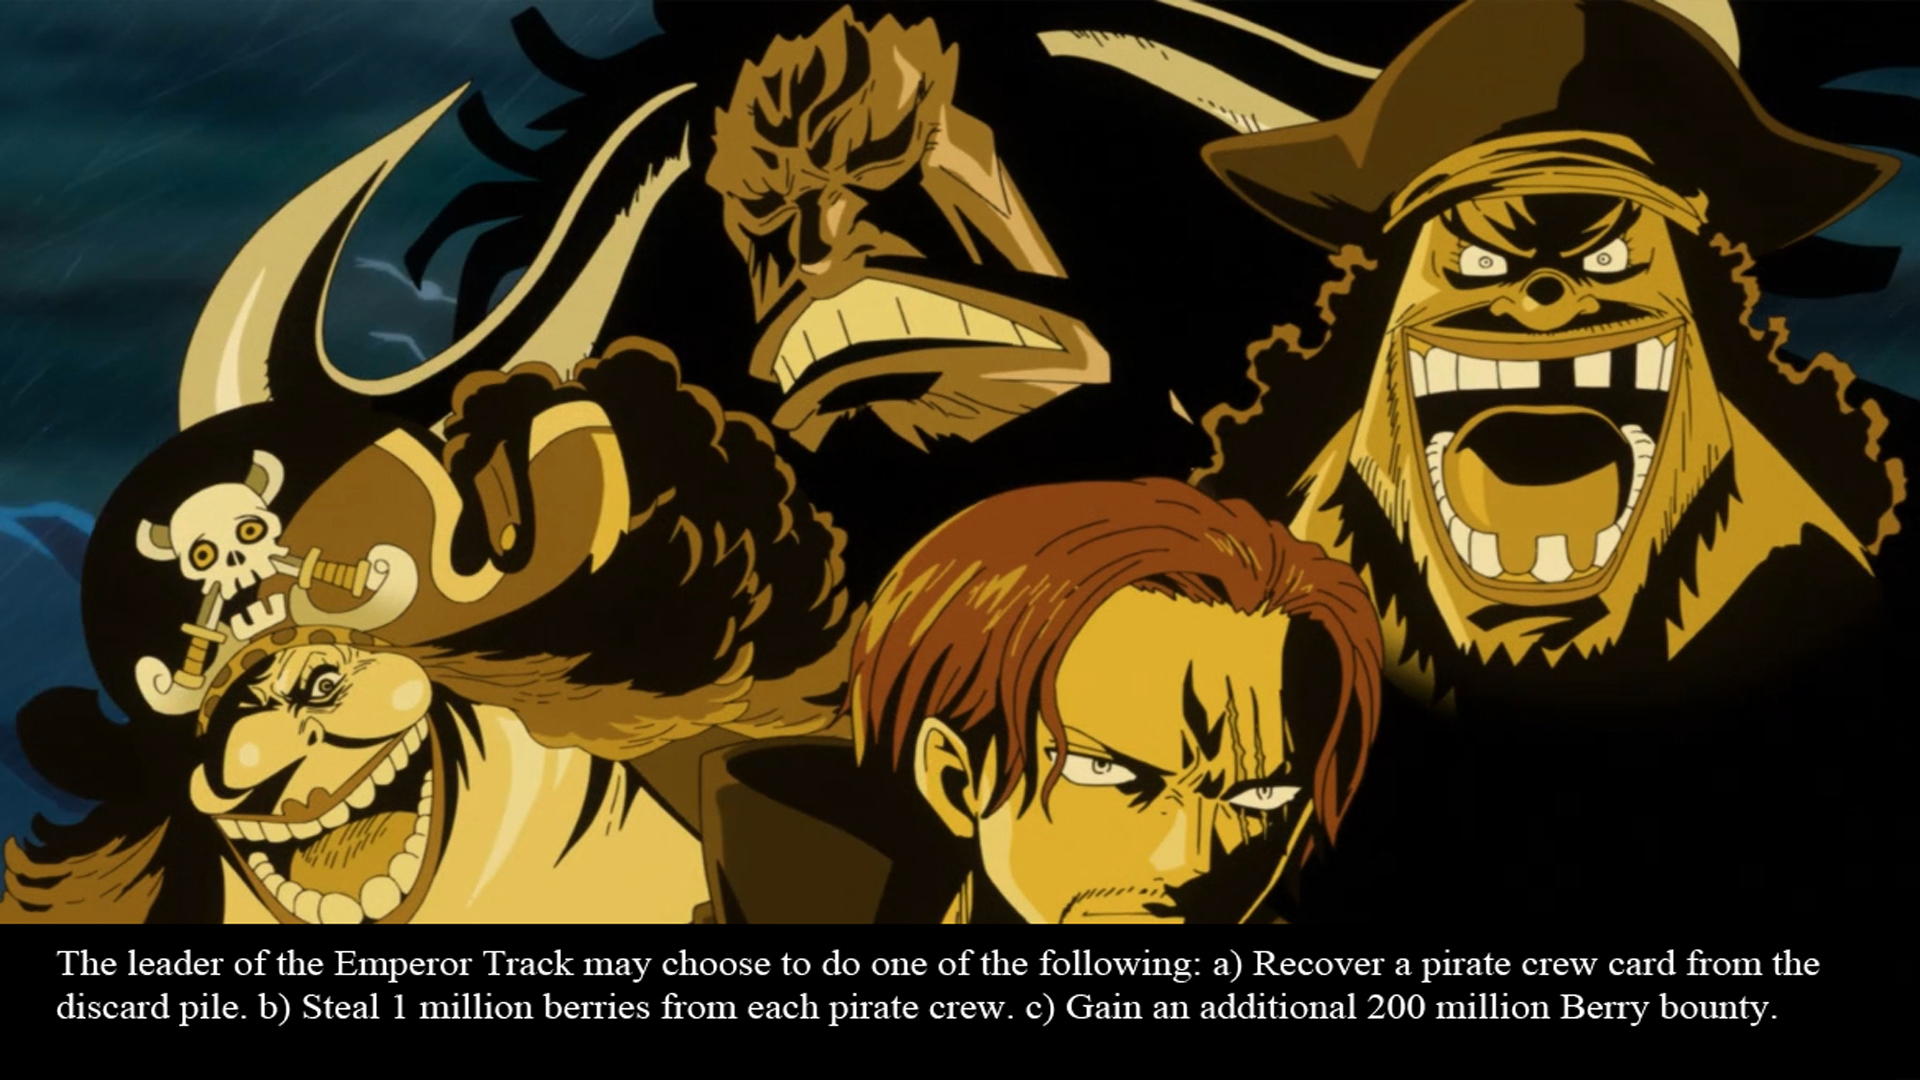 The leader of the Emperor Track may choose to do one of the following: a) Recover a pirate crew card from the
discard pile. b) Steal 1 million berries from each pirate crew. c) Gain an additional 200 million Berry bounty.